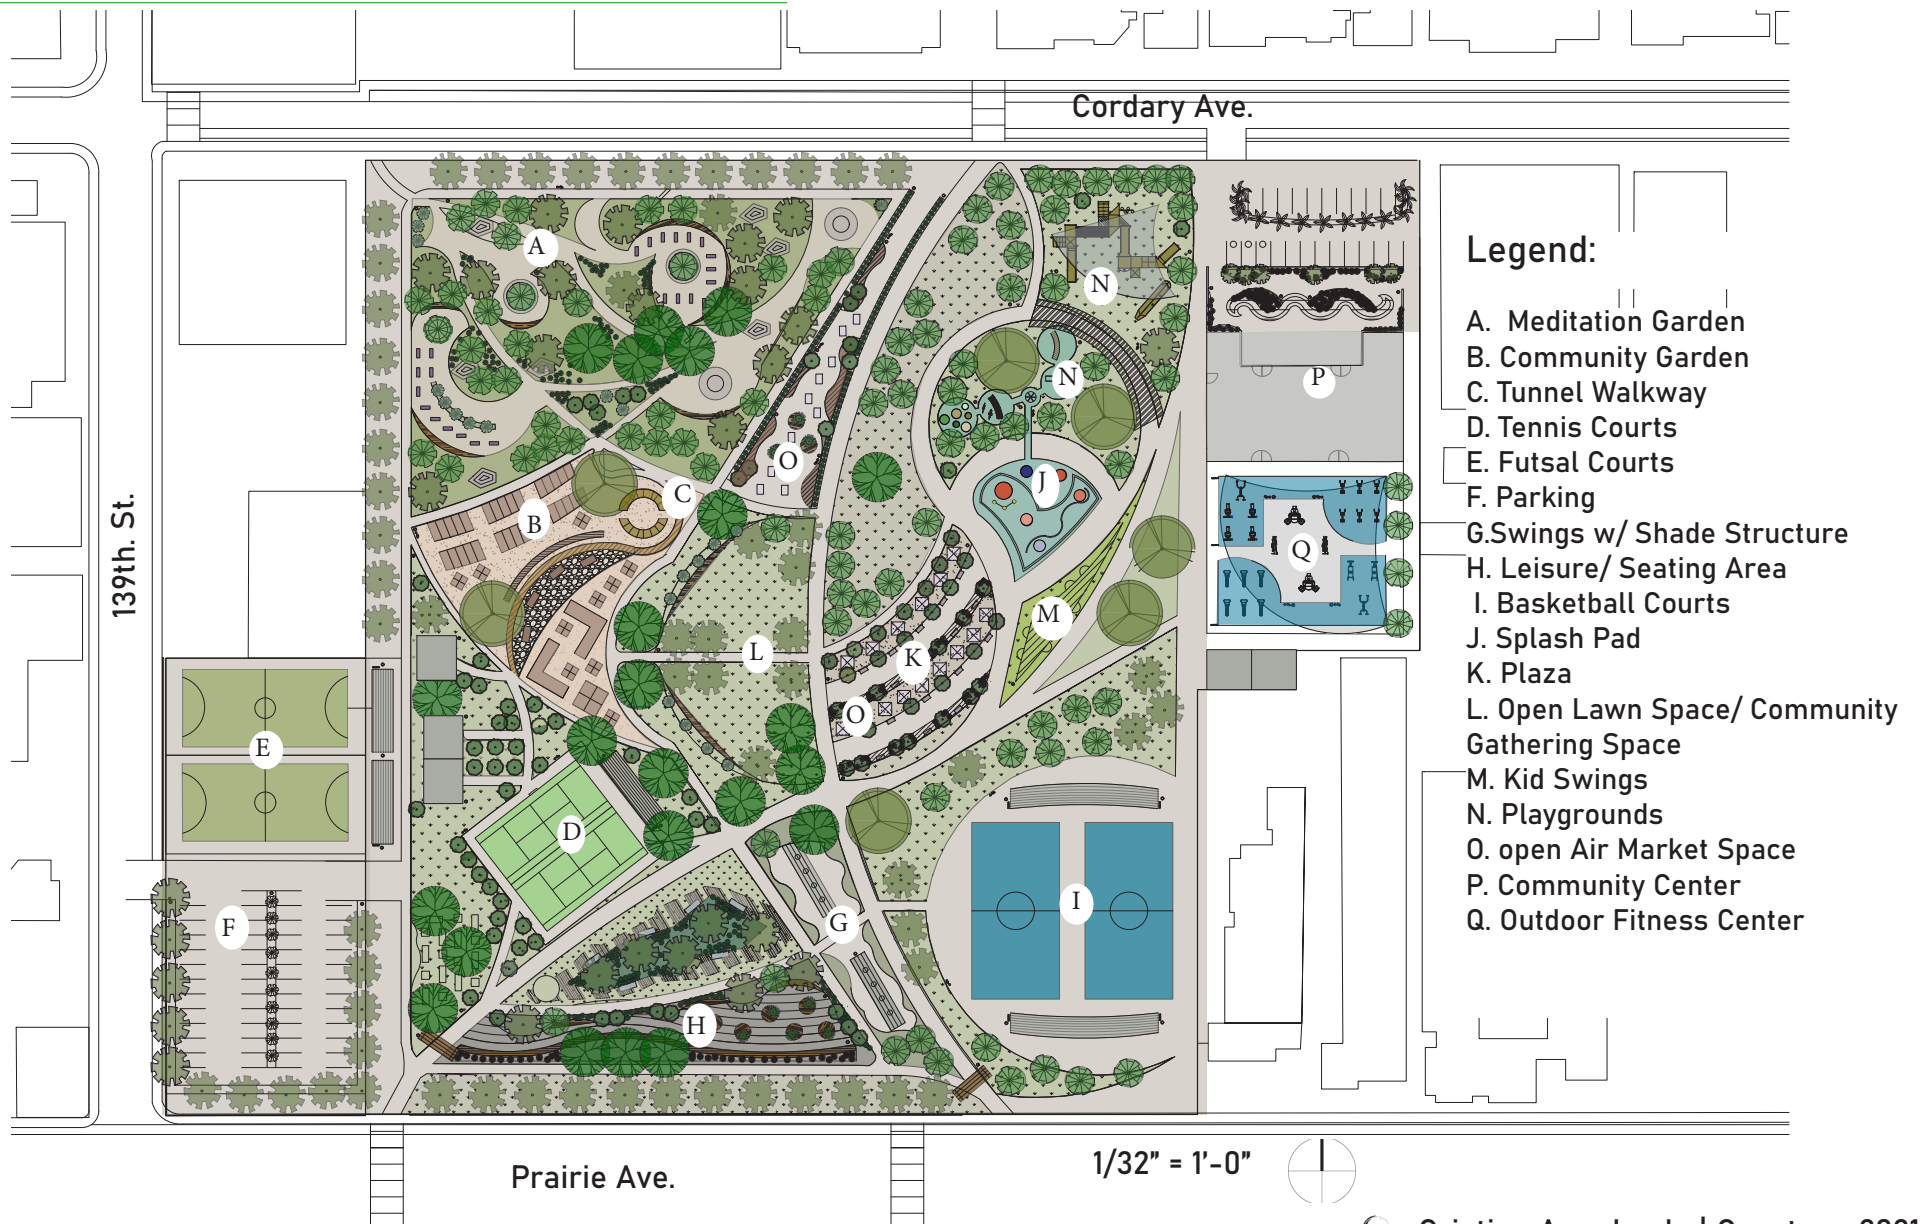 Cordary Ave.
139th. St.
A
N
N
P
O
J
C
B
Q
M
K
L
O
E
D
I
F
G
H
Legend:
A. Meditation Garden
B. Community Garden
C. Tunnel Walkway
D. Tennis Courts
E. Futsal Courts
F. Parking
G.Swings w/ Shade Structure
H. Leisure/ Seating Area
I. Basketball Courts
J. Splash Pad
K. Plaza
L. Open Lawn Space/ Community
Gathering Space
M. Kid Swings
N. Playgrounds
O. open Air Market Space
P. Community Center
Q. Outdoor Fitness Center
Prairie Ave.
1/32" = 1'-0"